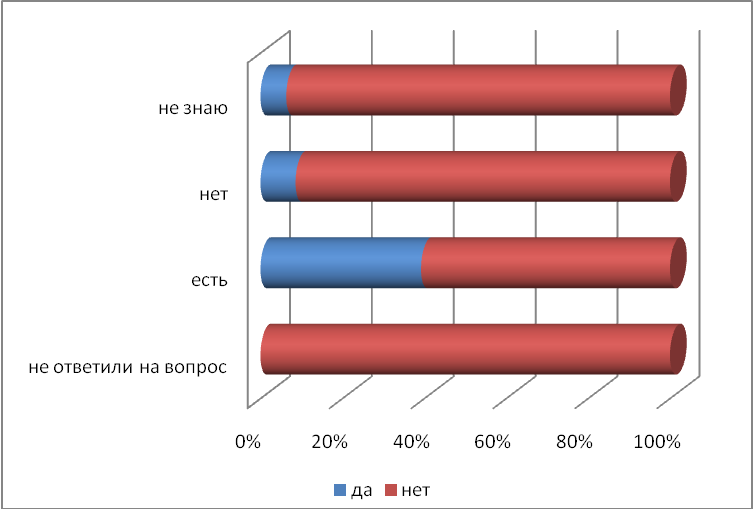 не знаю
нет
есть
не ответили на вопрос
0% 20% 40% 60% 80% 100%
да нет